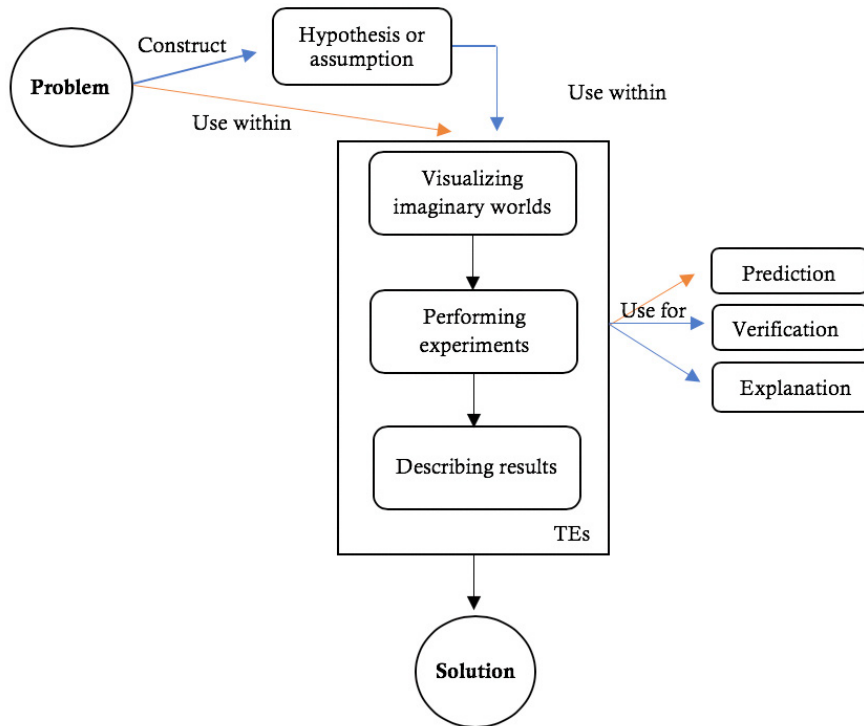 Problem
Construct
Hypothesis or
assumption
Use within
Use within
Visualizing
imaginary worlds
Performing
experiments
Describing results
TEs
Use for
Prediction
Verification
Explanation
Solution